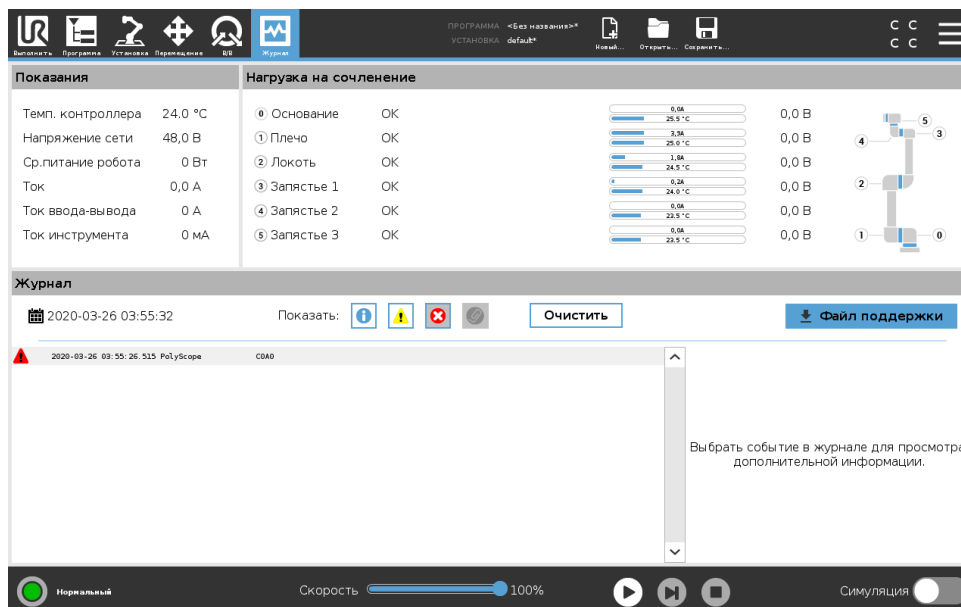 ПРОГРАММА <Без названия>*
УСТАНОВКА default*
Выполнить Программа Установка Перемещение В/В Журнал
Новый... Открыть... Сохранить...
C C
C C
Показания
Темп. контроллера 24.0 °C
Напряжение сети 48,0 В
Ср.питание робота 0 Вт
Ток 0,0 А
Ток ввода-вывода 0 А
Ток инструмента 0 мА
Нагрузка на сочленение
0 Основание OK 0,0A 25.5 °C 0,0 В
1 Плечо OK 3,9A 25.0 °C 0,0 В
2 Локоть OK 1,8A 24.5 °C 0,0 В
3 Запястье 1 OK 0,2A 24.0 °C 0,0 В
4 Запястье 2 OK 0,0A 23.5 °C 0,0 В
5 Запястье 3 OK 0,0A 23.5 °C 0,0 В
5
3
4
2
1 0
Журнал
2020-03-26 03:55:32 Показать: Очистить Файл поддержки
2020-03-26 03:55:26.515 PolyScope C0A0
Выбрать событие в журнале для просмотра
дополнительной информации.
Нормальный Скорость 100% Симуляция